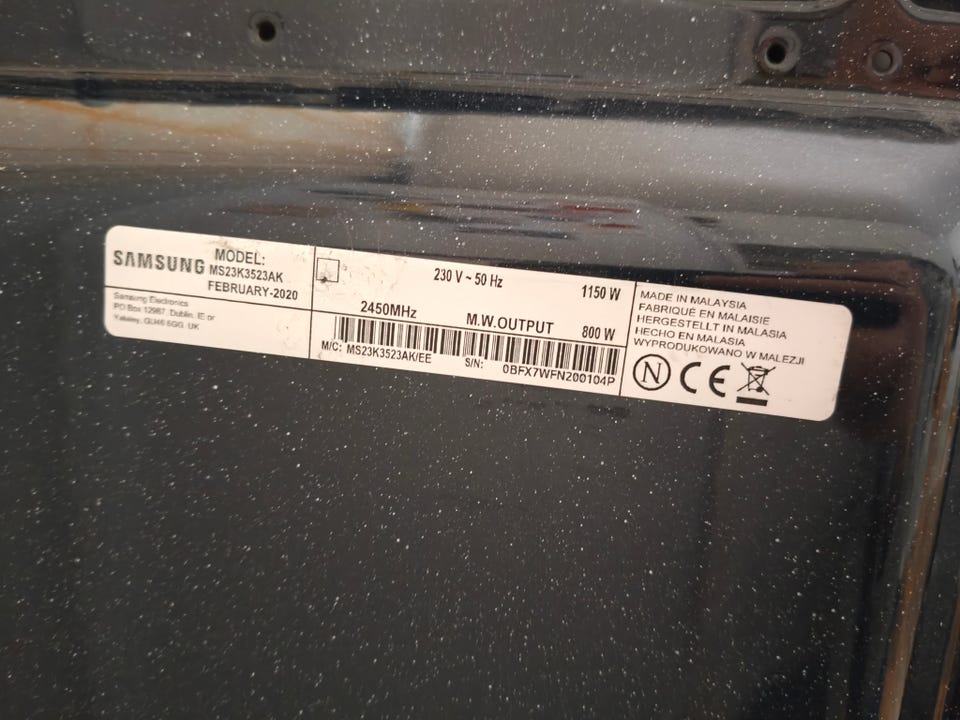 SAMSUNG
MODEL:
MS23K3523AK
FEBRUARY-2020
Samsung Electronics
PO Box 12987, Dublin. IE or
Yateley, GU46 6GG. UK
230 V ~ 50 Hz 1150 W
2450MHz M.W.OUTPUT 800 W
M/C: MS23K3523AK/EE S/N: 0BFX7WFN200104P
MADE IN MALAYSIA
FABRIQUÉ EN MALAISIE
HERGESTELLT IN MALASIA
HECHO EN MALASIA
WYPRODUKOWANO W MALEZJI
N CE